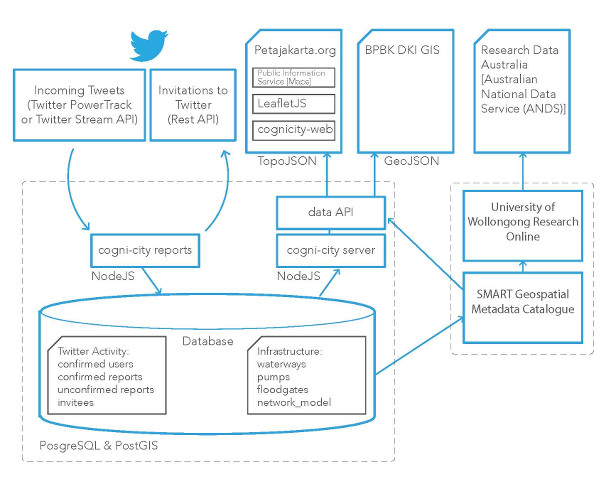 Incoming Tweets
(Twitter PowerTrack
or Twitter Stream API)
Invitations to
Twitter
(Rest API)
Petajakarta.org
Public Information
Service [Maps]
LeafletJS
cognicity-web
TopoJSON
BPBK DKI GIS
GeoJSON
Research Data
Australia
[Australian
National Data
Service (ANDS)]
data API
University of
Wollongong Research
Online
cogni-city reports
NodeJS
cogni-city server
NodeJS
SMART Geospatial
Metadata Catalogue
Database
Twitter Activity:
confirmed users
confirmed reports
unconfirmed reports
invitees
Infrastructure:
waterways
pumps
floodgates
network_model
PosgreSQL & PostGIS